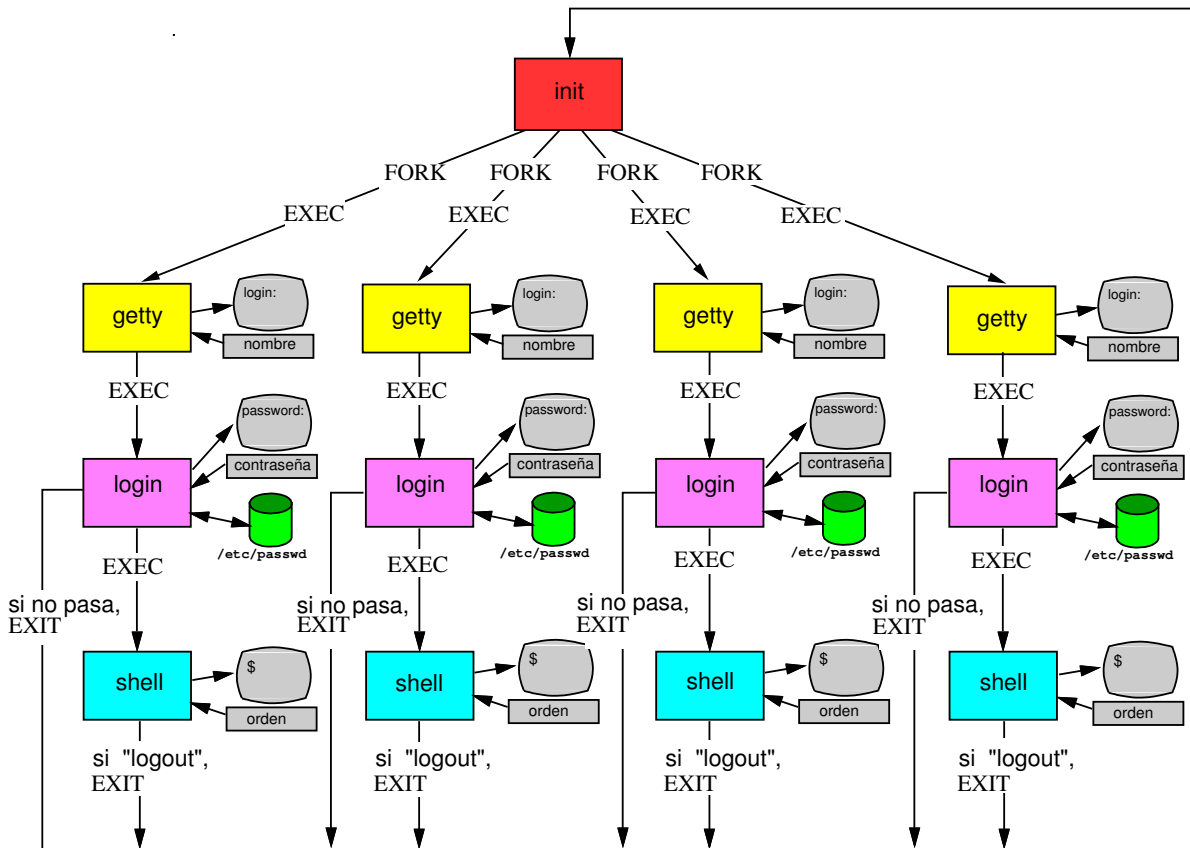 init
FORK FORK FORK FORK
EXEC EXEC EXEC EXEC
login: login: login: login:
getty getty getty getty
nombre nombre nombre nombre
EXEC EXEC EXEC EXEC
password: password: password: password:
contraseña contraseña contraseña contraseña
login login login login
/etc/passwd /etc/passwd /etc/passwd /etc/passwd
EXEC EXEC EXEC EXEC
si no pasa, si no pasa, si no pasa, si no pasa,
EXIT EXIT EXIT EXIT
$ $ $ $
shell shell shell shell
orden orden orden orden
si "logout", si "logout", si "logout", si "logout",
EXIT EXIT EXIT EXIT